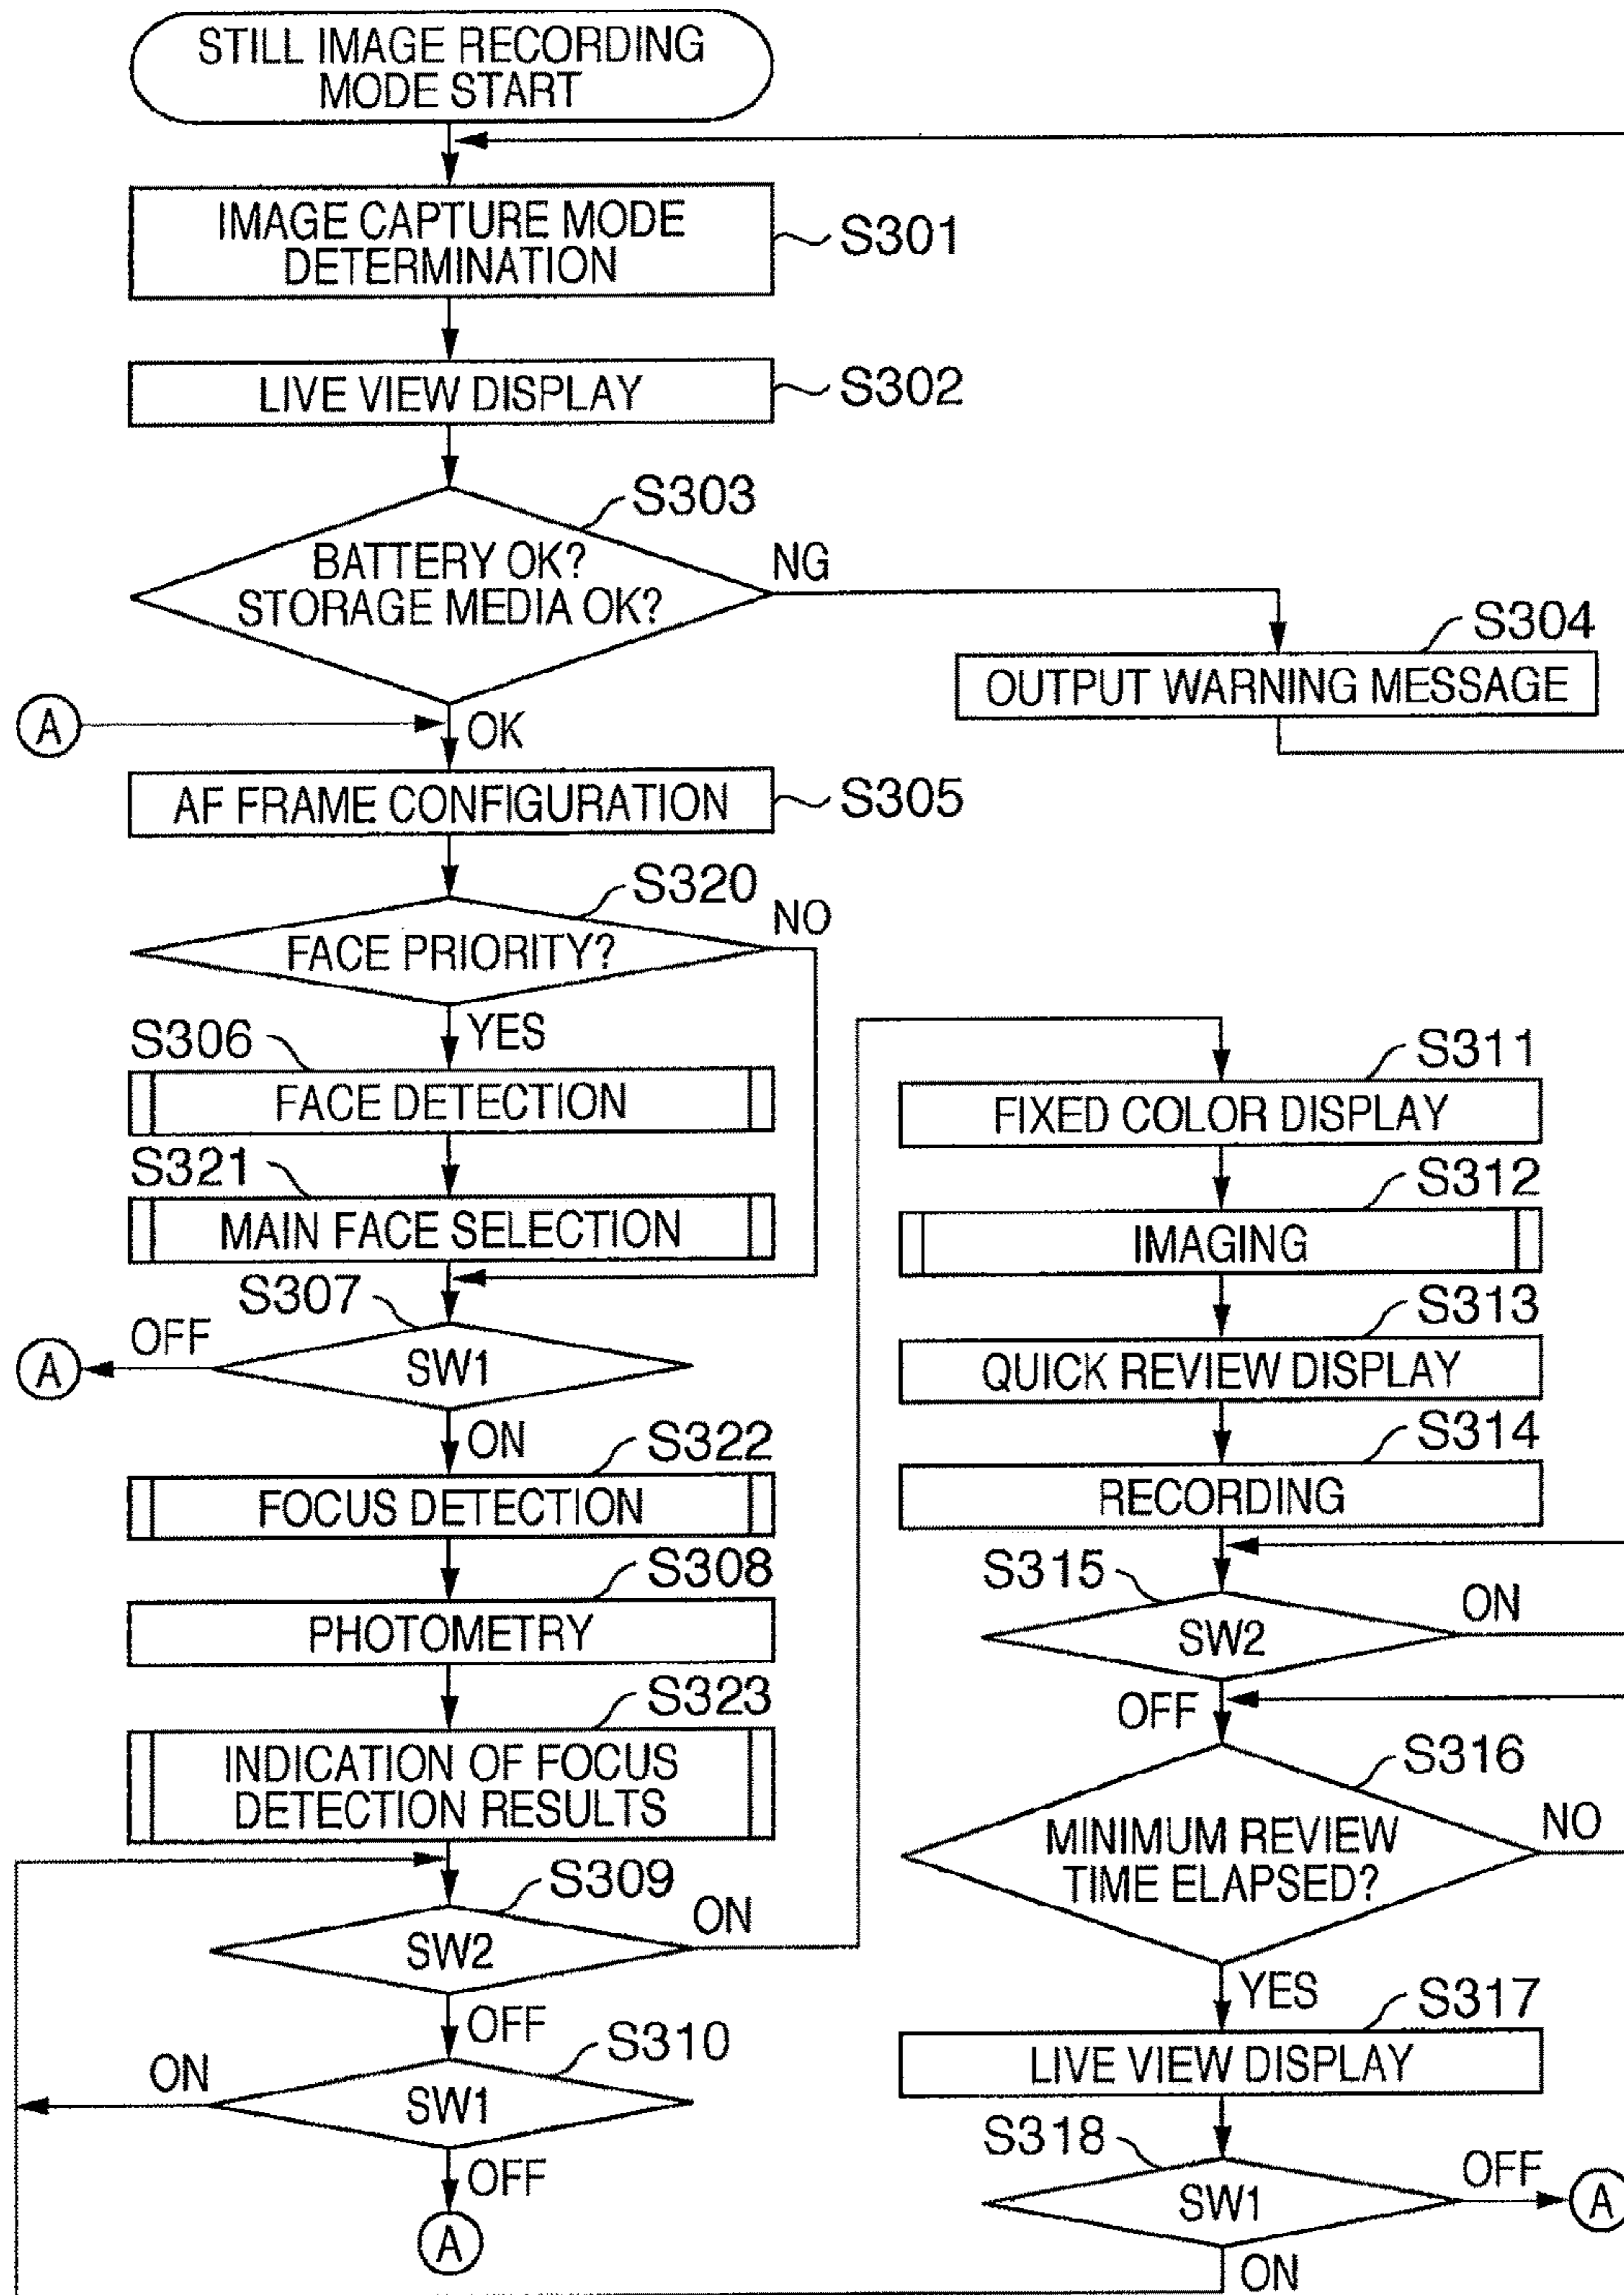 STILL IMAGE RECORDING
MODE START
IMAGE CAPTURE MODE
DETERMINATION
S301
LIVE VIEW DISPLAY
S302
S303
BATTERY OK?
STORAGE MEDIA OK?
NG
S304
OUTPUT WARNING MESSAGE
A
OK
AF FRAME CONFIGURATION
S305
S320
FACE PRIORITY?
NO
YES
S306
FACE DETECTION
S321
MAIN FACE SELECTION
S307
OFF
A
SW1
ON
S322
FOCUS DETECTION
S308
PHOTOMETRY
S323
INDICATION OF FOCUS
DETECTION RESULTS
S309
SW2
ON
OFF
S310
ON
SW1
OFF
A
S311
FIXED COLOR DISPLAY
S312
IMAGING
S313
QUICK REVIEW DISPLAY
S314
RECORDING
S315
SW2
ON
OFF
S316
MINIMUM REVIEW
TIME ELAPSED?
NO
YES
S317
LIVE VIEW DISPLAY
S318
SW1
OFF
A
ON